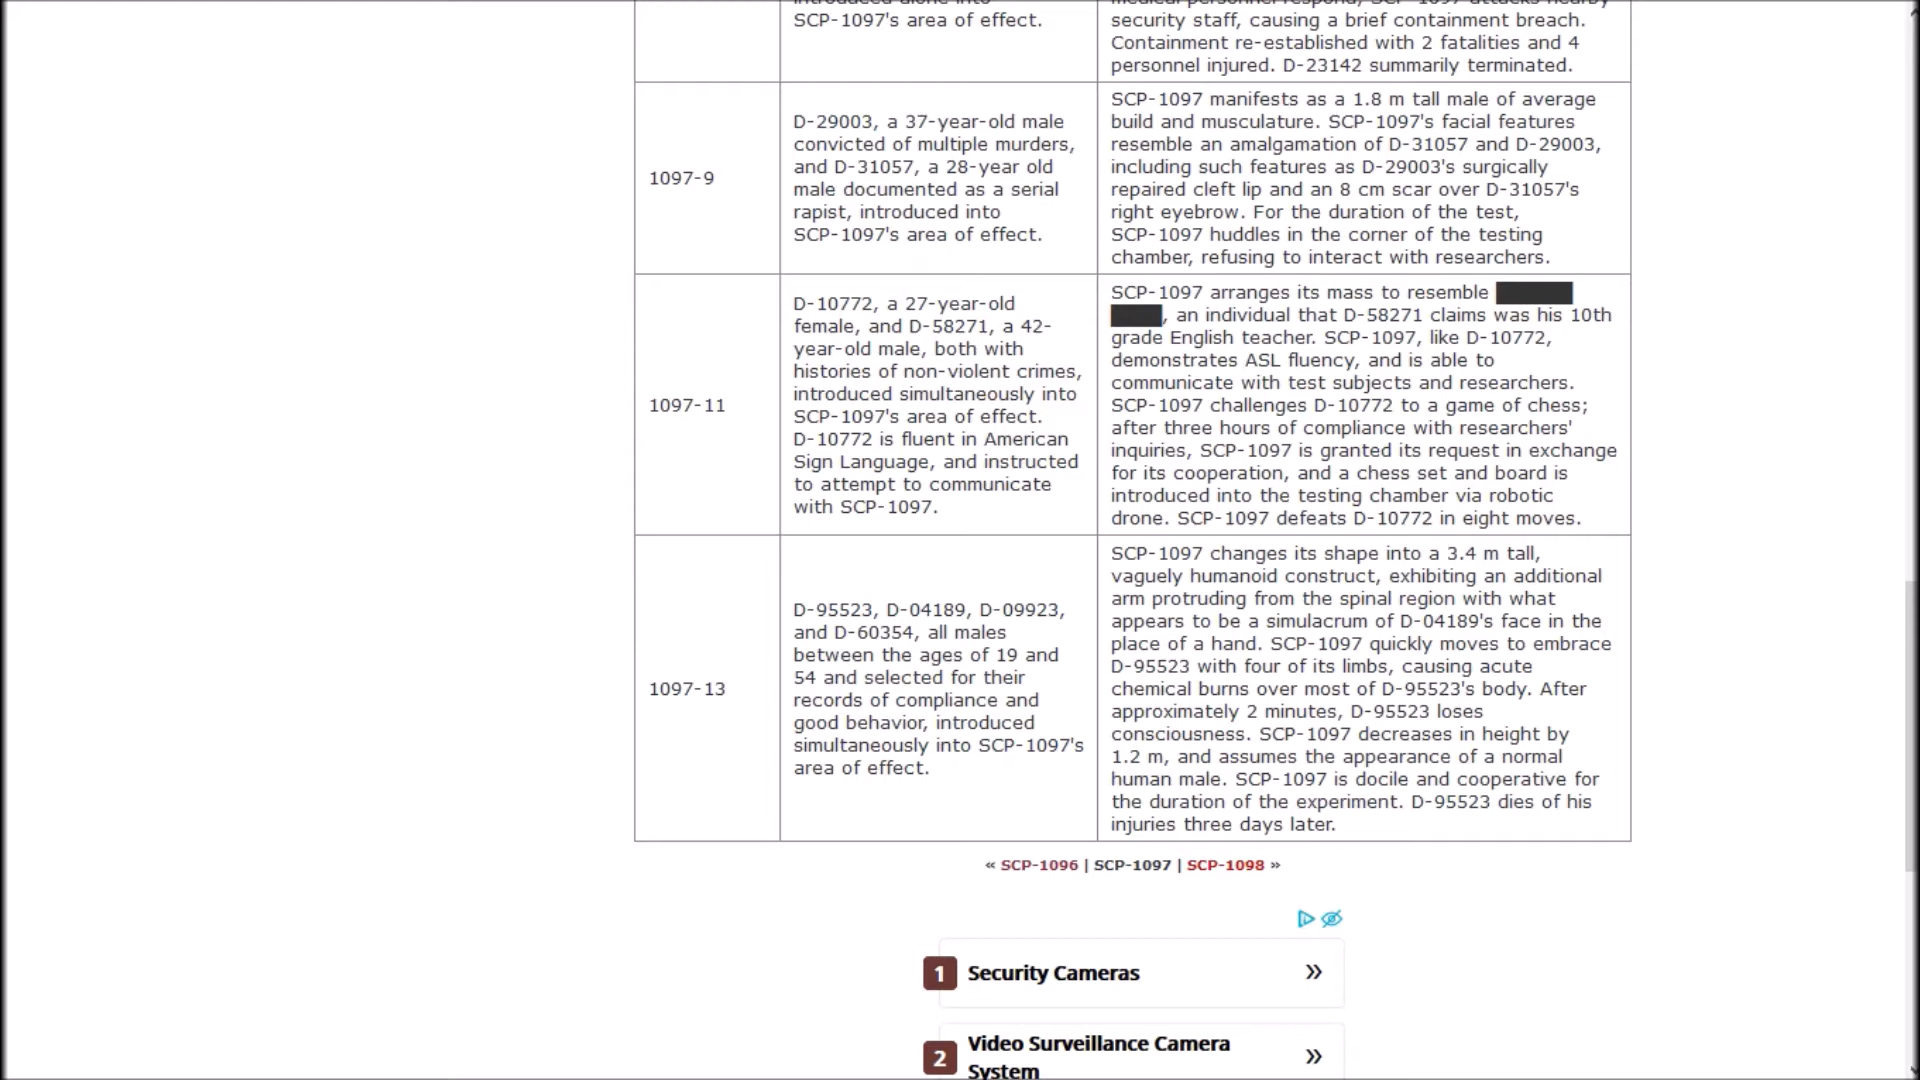 SCP-1097's area of effect.
security staff, causing a brief containment breach.
Containment re-established with 2 fatalities and 4
personnel injured. D-23142 summarily terminated.
1097-9
D-29003, a 37-year-old male
convicted of multiple murders,
and D-31057, a 28-year old
male documented as a serial
rapist, introduced into
SCP-1097's area of effect.
SCP-1097 manifests as a 1.8 m tall male of average
build and musculature. SCP-1097's facial features
resemble an amalgamation of D-31057 and D-29003,
including such features as D-29003's surgically
repaired cleft lip and an 8 cm scar over D-31057's
right eyebrow. For the duration of the test,
SCP-1097 huddles in the corner of the testing
chamber, refusing to interact with researchers.
1097-11
D-10772, a 27-year-old
female, and D-58271, a 42-
year-old male, both with
histories of non-violent crimes,
introduced simultaneously into
SCP-1097's area of effect.
D-10772 is fluent in American
Sign Language, and instructed
to attempt to communicate
with SCP-1097.
SCP-1097 arranges its mass to resemble ██████
████, an individual that D-58271 claims was his 10th
grade English teacher. SCP-1097, like D-10772,
demonstrates ASL fluency, and is able to
communicate with test subjects and researchers.
SCP-1097 challenges D-10772 to a game of chess;
after three hours of compliance with researchers'
inquiries, SCP-1097 is granted its request in exchange
for its cooperation, and a chess set and board is
introduced into the testing chamber via robotic
drone. SCP-1097 defeats D-10772 in eight moves.
1097-13
D-95523, D-04189, D-09923,
and D-60354, all males
between the ages of 19 and
54 and selected for their
records of compliance and
good behavior, introduced
simultaneously into SCP-1097's
area of effect.
SCP-1097 changes its shape into a 3.4 m tall,
vaguely humanoid construct, exhibiting an additional
arm protruding from the spinal region with what
appears to be a simulacrum of D-04189's face in the
place of a hand. SCP-1097 quickly moves to embrace
D-95523 with four of its limbs, causing acute
chemical burns over most of D-95523's body. After
approximately 2 minutes, D-95523 loses
consciousness. SCP-1097 decreases in height by
1.2 m, and assumes the appearance of a normal
human male. SCP-1097 is docile and cooperative for
the duration of the experiment. D-95523 dies of his
injuries three days later.
« SCP-1096 | SCP-1097 | SCP-1098 »
1 Security Cameras »
2 Video Surveillance Camera »
System